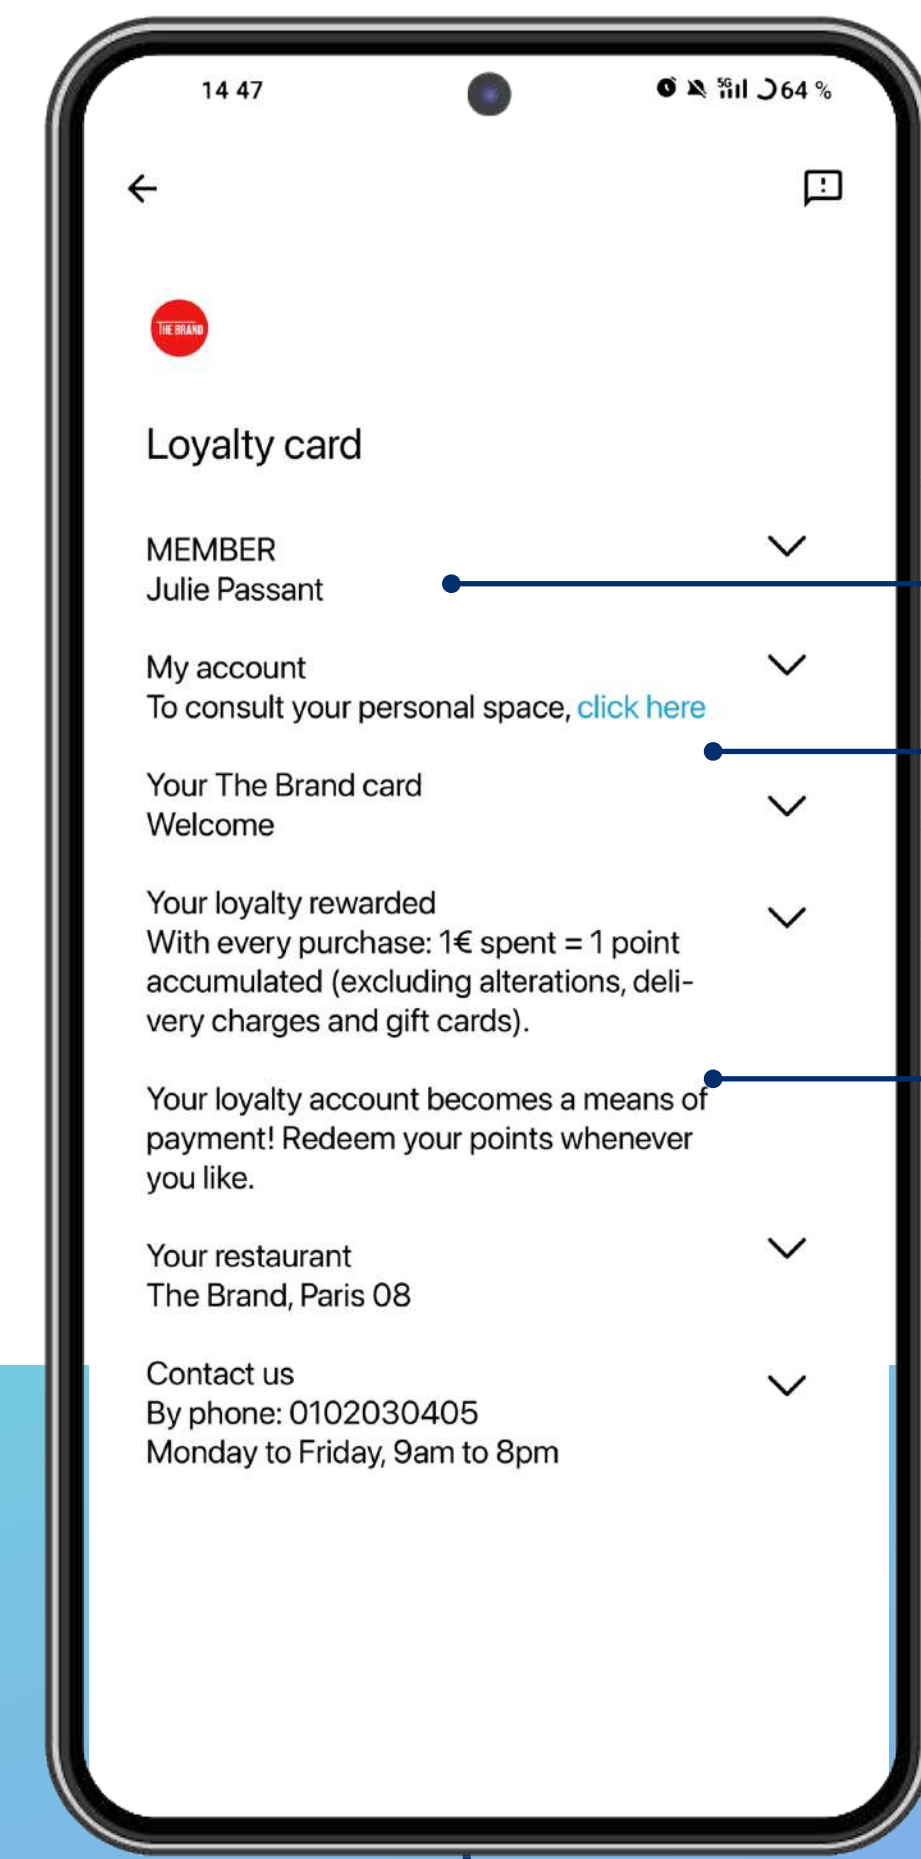 14 47
5G 64 %
THE BRAND
Loyalty card
MEMBER
Julie Passant
My account
To consult your personal space, click here
Your The Brand card
Welcome
Your loyalty rewarded
With every purchase: 1€ spent = 1 point
accumulated (excluding alterations, deli-
very charges and gift cards).
Your loyalty account becomes a means of
payment! Redeem your points whenever
you like.
Your restaurant
The Brand, Paris 08
Contact us
By phone: 0102030405
Monday to Friday, 9am to 8pm